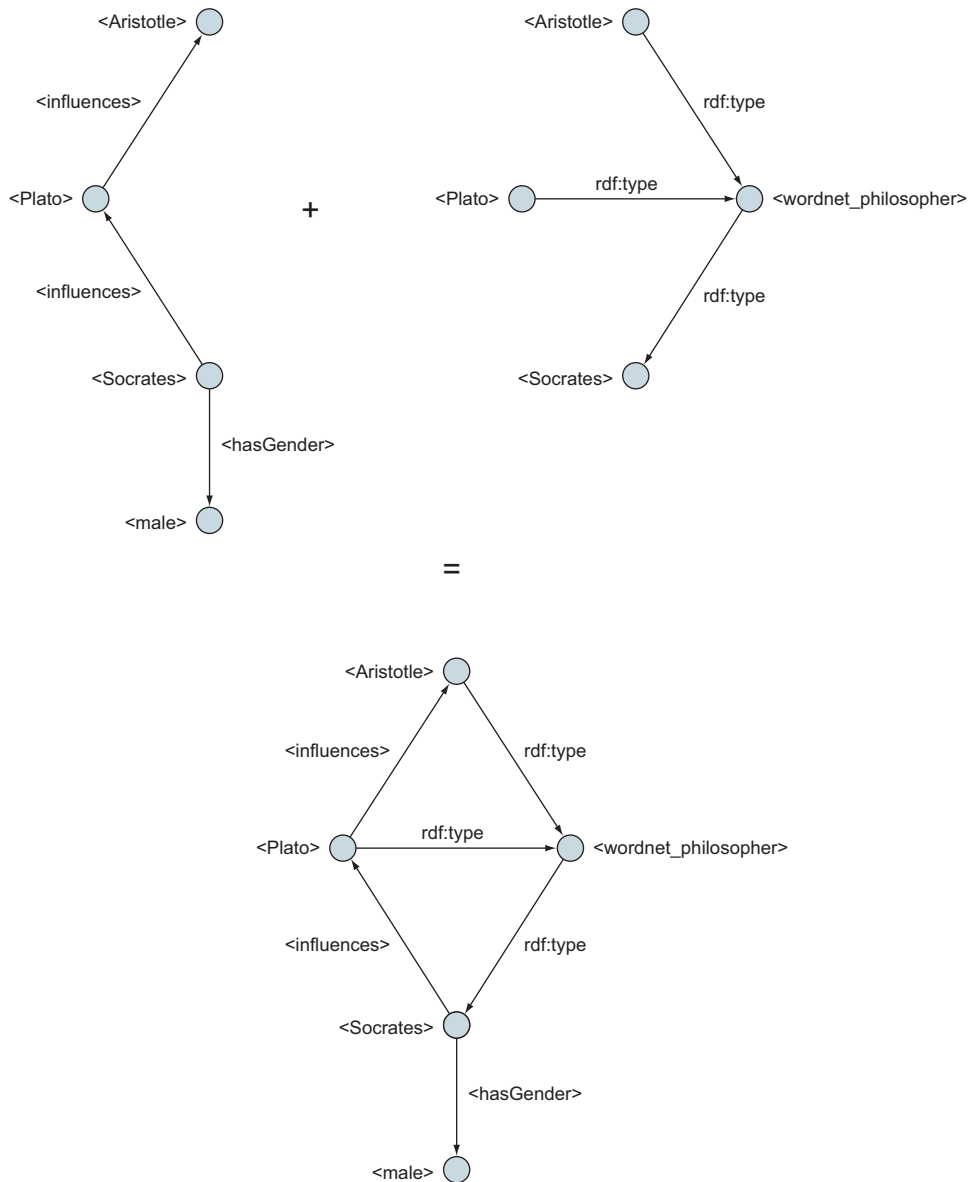 <Aristotle>
<influences>
<Plato>
<influences>
<Socrates>
<hasGender>
<male>
+
<Aristotle>
rdf:type
<Plato>
rdf:type
<wordnet_philosopher>
rdf:type
<Socrates>
=
<Aristotle>
<influences>
rdf:type
<Plato>
rdf:type
<wordnet_philosopher>
<influences>
rdf:type
<Socrates>
<hasGender>
<male>